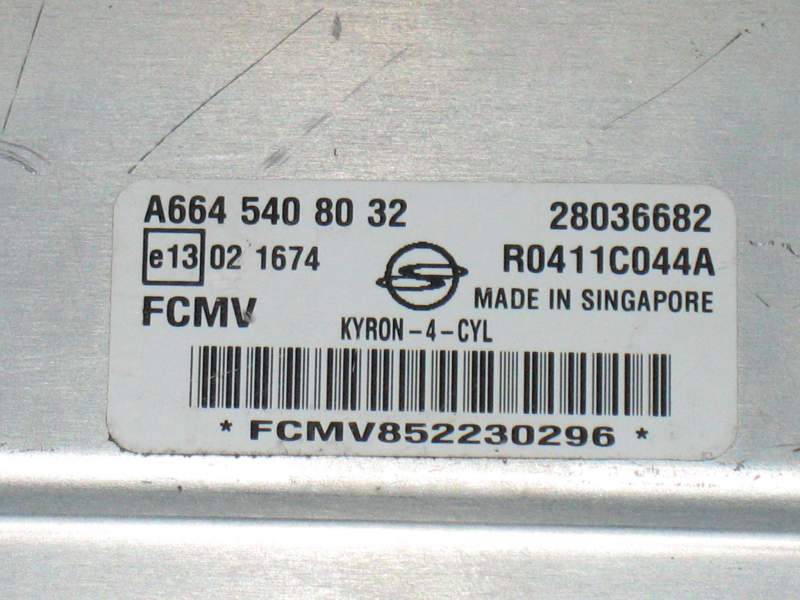 A664 540 80 32 28036682
e13 02 1674 R0411C044A
FCMV MADE IN SINGAPORE
KYRON-4-CYL
* FCMV852230296 *